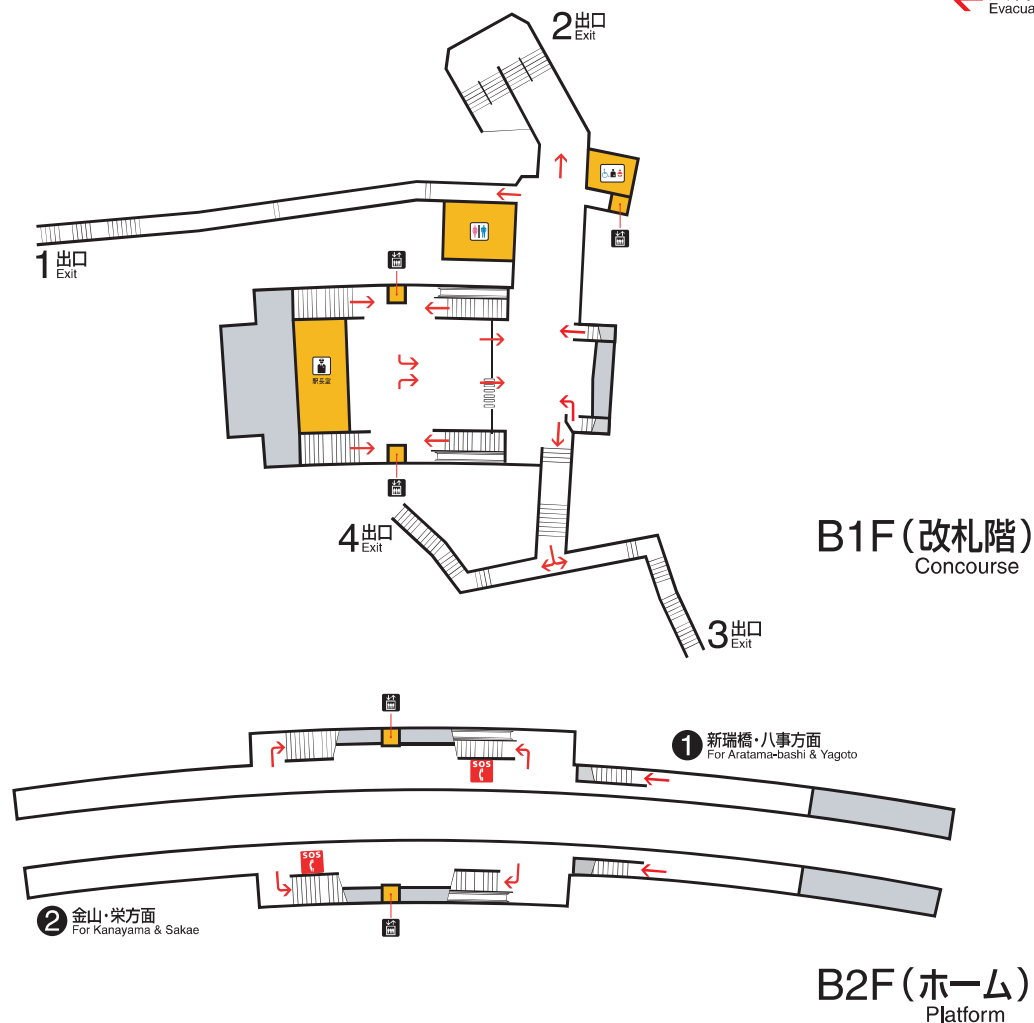 Evacua
2 出口
Exit
1 出口
Exit
駅長室
4 出口
Exit
B1F(改札階)
Concourse
3 出口
Exit
1 新瑞橋・八事方面
For Aratama-bashi & Yagoto
SOS
SOS
2 金山・栄方面
For Kanayama & Sakae
B2F(ホーム)
Platform